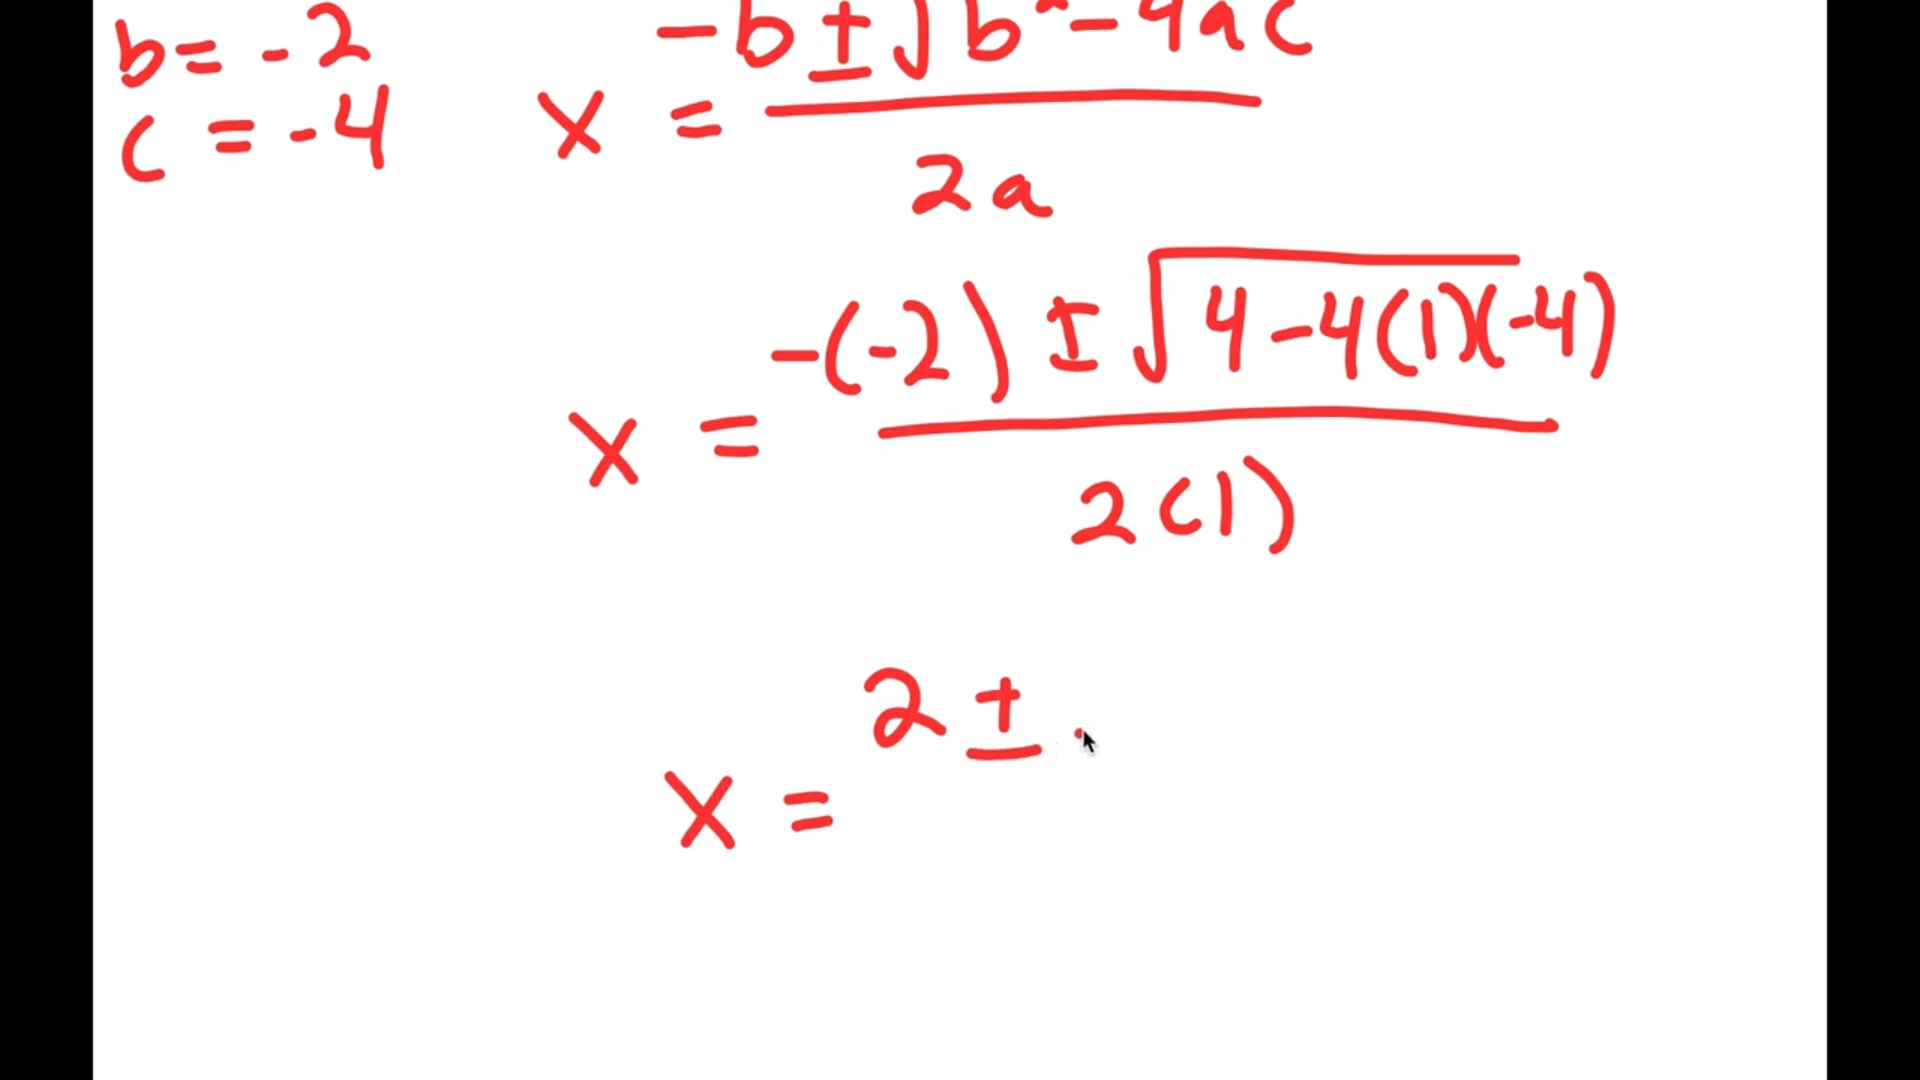 b = -2
c = -4
x = -b ± √b² - 4ac / 2a
x = -(-2) ± √4 - 4(1)(-4) / 2(1)
x = 2 ±